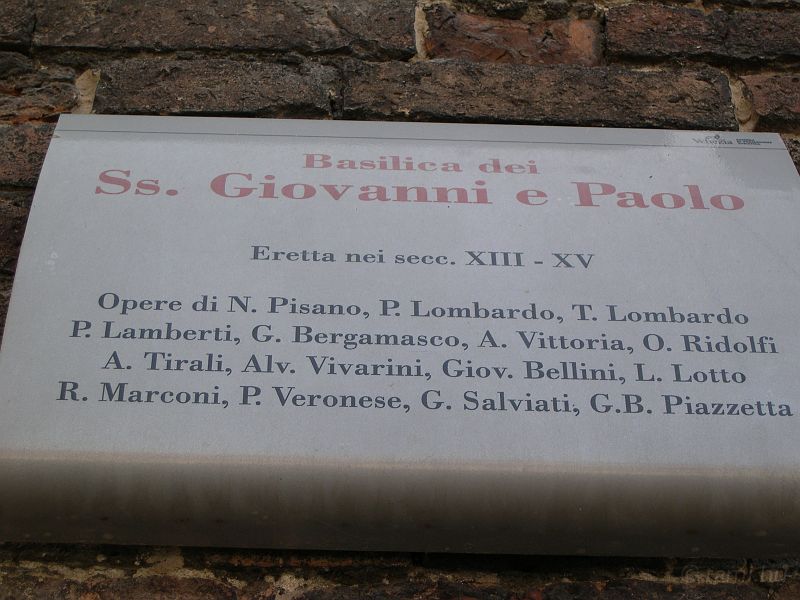 Venezia
Basilica dei
Ss. Giovanni e Paolo
Eretta nei secc. XIII - XV
Opere di N. Pisano, P. Lombardo, T. Lombardo
P. Lamberti, G. Bergamasco, A. Vittoria, O. Ridolfi
A. Tirali, Alv. Vivarini, Giov. Bellini, L. Lotto
R. Marconi, P. Veronese, G. Salviati, G.B. Piazzetta